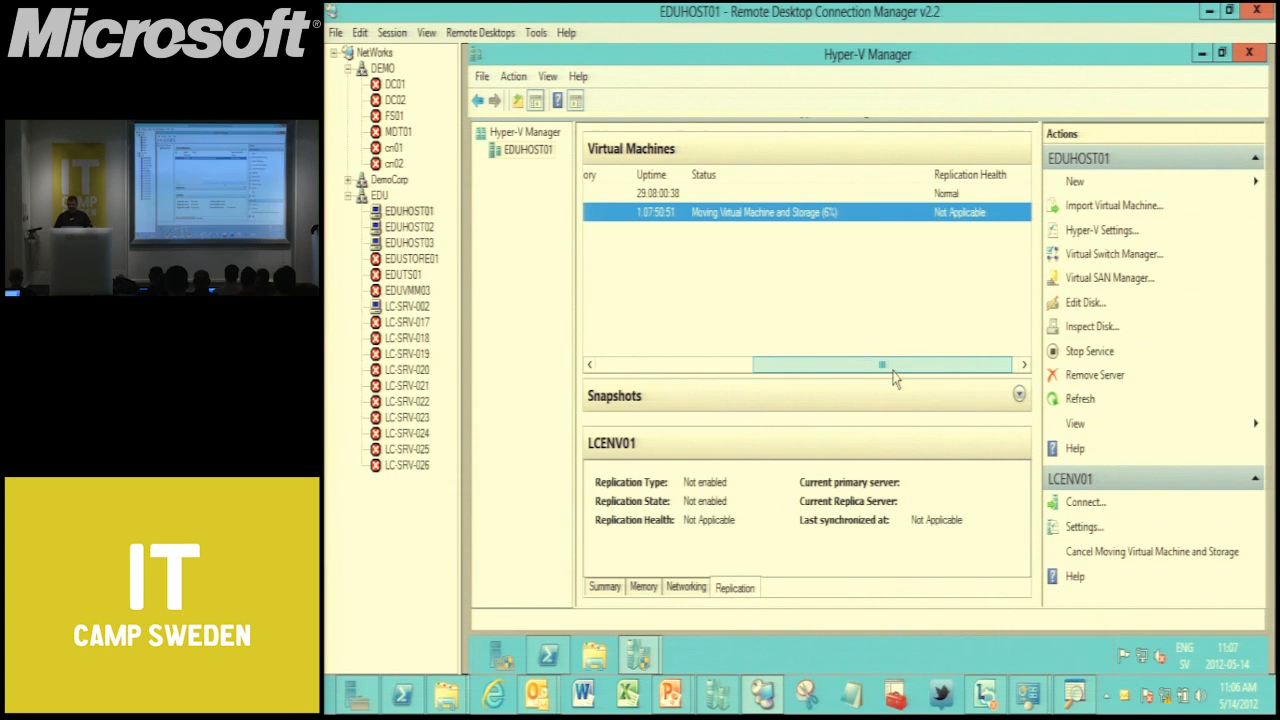 Microsoft®
IT
CAMP SWEDEN
IT
CAMP SWEDEN
EDUHOST01 - Remote Desktop Connection Manager v2.2
File Edit Session View Remote Desktops Tools Help
NetWorks
DEMO
DC01
DC02
FS01
MDT01
cn01
cn02
DemoCorp
EDU
EDUHOST01
EDUHOST02
EDUHOST03
EDUSTORE01
EDUTS01
EDUVMM03
LC-SRV-002
LC-SRV-017
LC-SRV-018
LC-SRV-019
LC-SRV-020
LC-SRV-021
LC-SRV-022
LC-SRV-023
LC-SRV-024
LC-SRV-025
LC-SRV-026
Hyper-V Manager
File Action View Help
Hyper-V Manager
EDUHOST01
Virtual Machines
ory Uptime Status Replication Health
29.08:00:38 Normal
1.07:50:51 Moving Virtual Machine and Storage (6%) Not Applicable
Snapshots
LCENV01
Replication Type: Not enabled Current primary server:
Replication State: Not enabled Current Replica Server:
Replication Health: Not Applicable Last synchronized at: Not Applicable
Summary Memory Networking Replication
Actions
EDUHOST01
New
Import Virtual Machine...
Hyper-V Settings...
Virtual Switch Manager...
Virtual SAN Manager...
Edit Disk...
Inspect Disk...
Stop Service
Remove Server
Refresh
View
Help
LCENV01
Connect...
Settings...
Cancel Moving Virtual Machine and Storage
Help
ENG 11:07
SV 2012-05-14
11:06 AM
5/14/2012